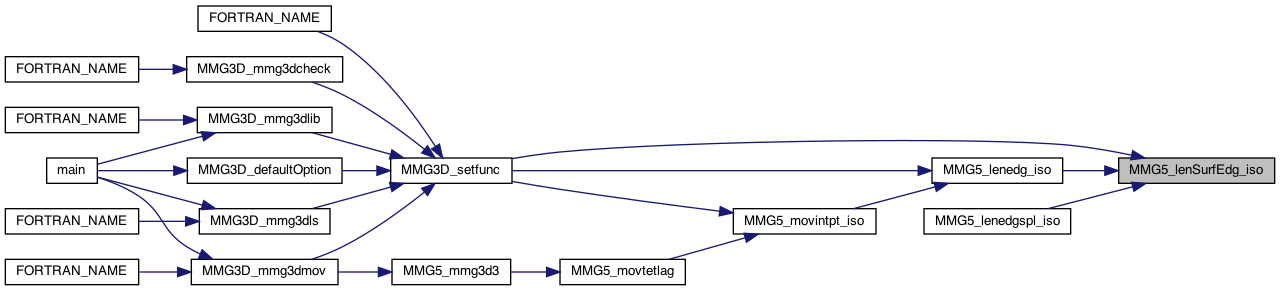 FORTRAN_NAME
FORTRAN_NAME
MMG3D_mmg3dcheck
FORTRAN_NAME
MMG3D_mmg3dlib
main
MMG3D_defaultOption
MMG3D_setfunc
MMG5_lenedg_iso
MMG5_lenSurfEdg_iso
FORTRAN_NAME
MMG3D_mmg3dls
MMG5_movintpt_iso
MMG5_lenedgspl_iso
FORTRAN_NAME
MMG3D_mmg3dmov
MMG5_mmg3d3
MMG5_movtetlag